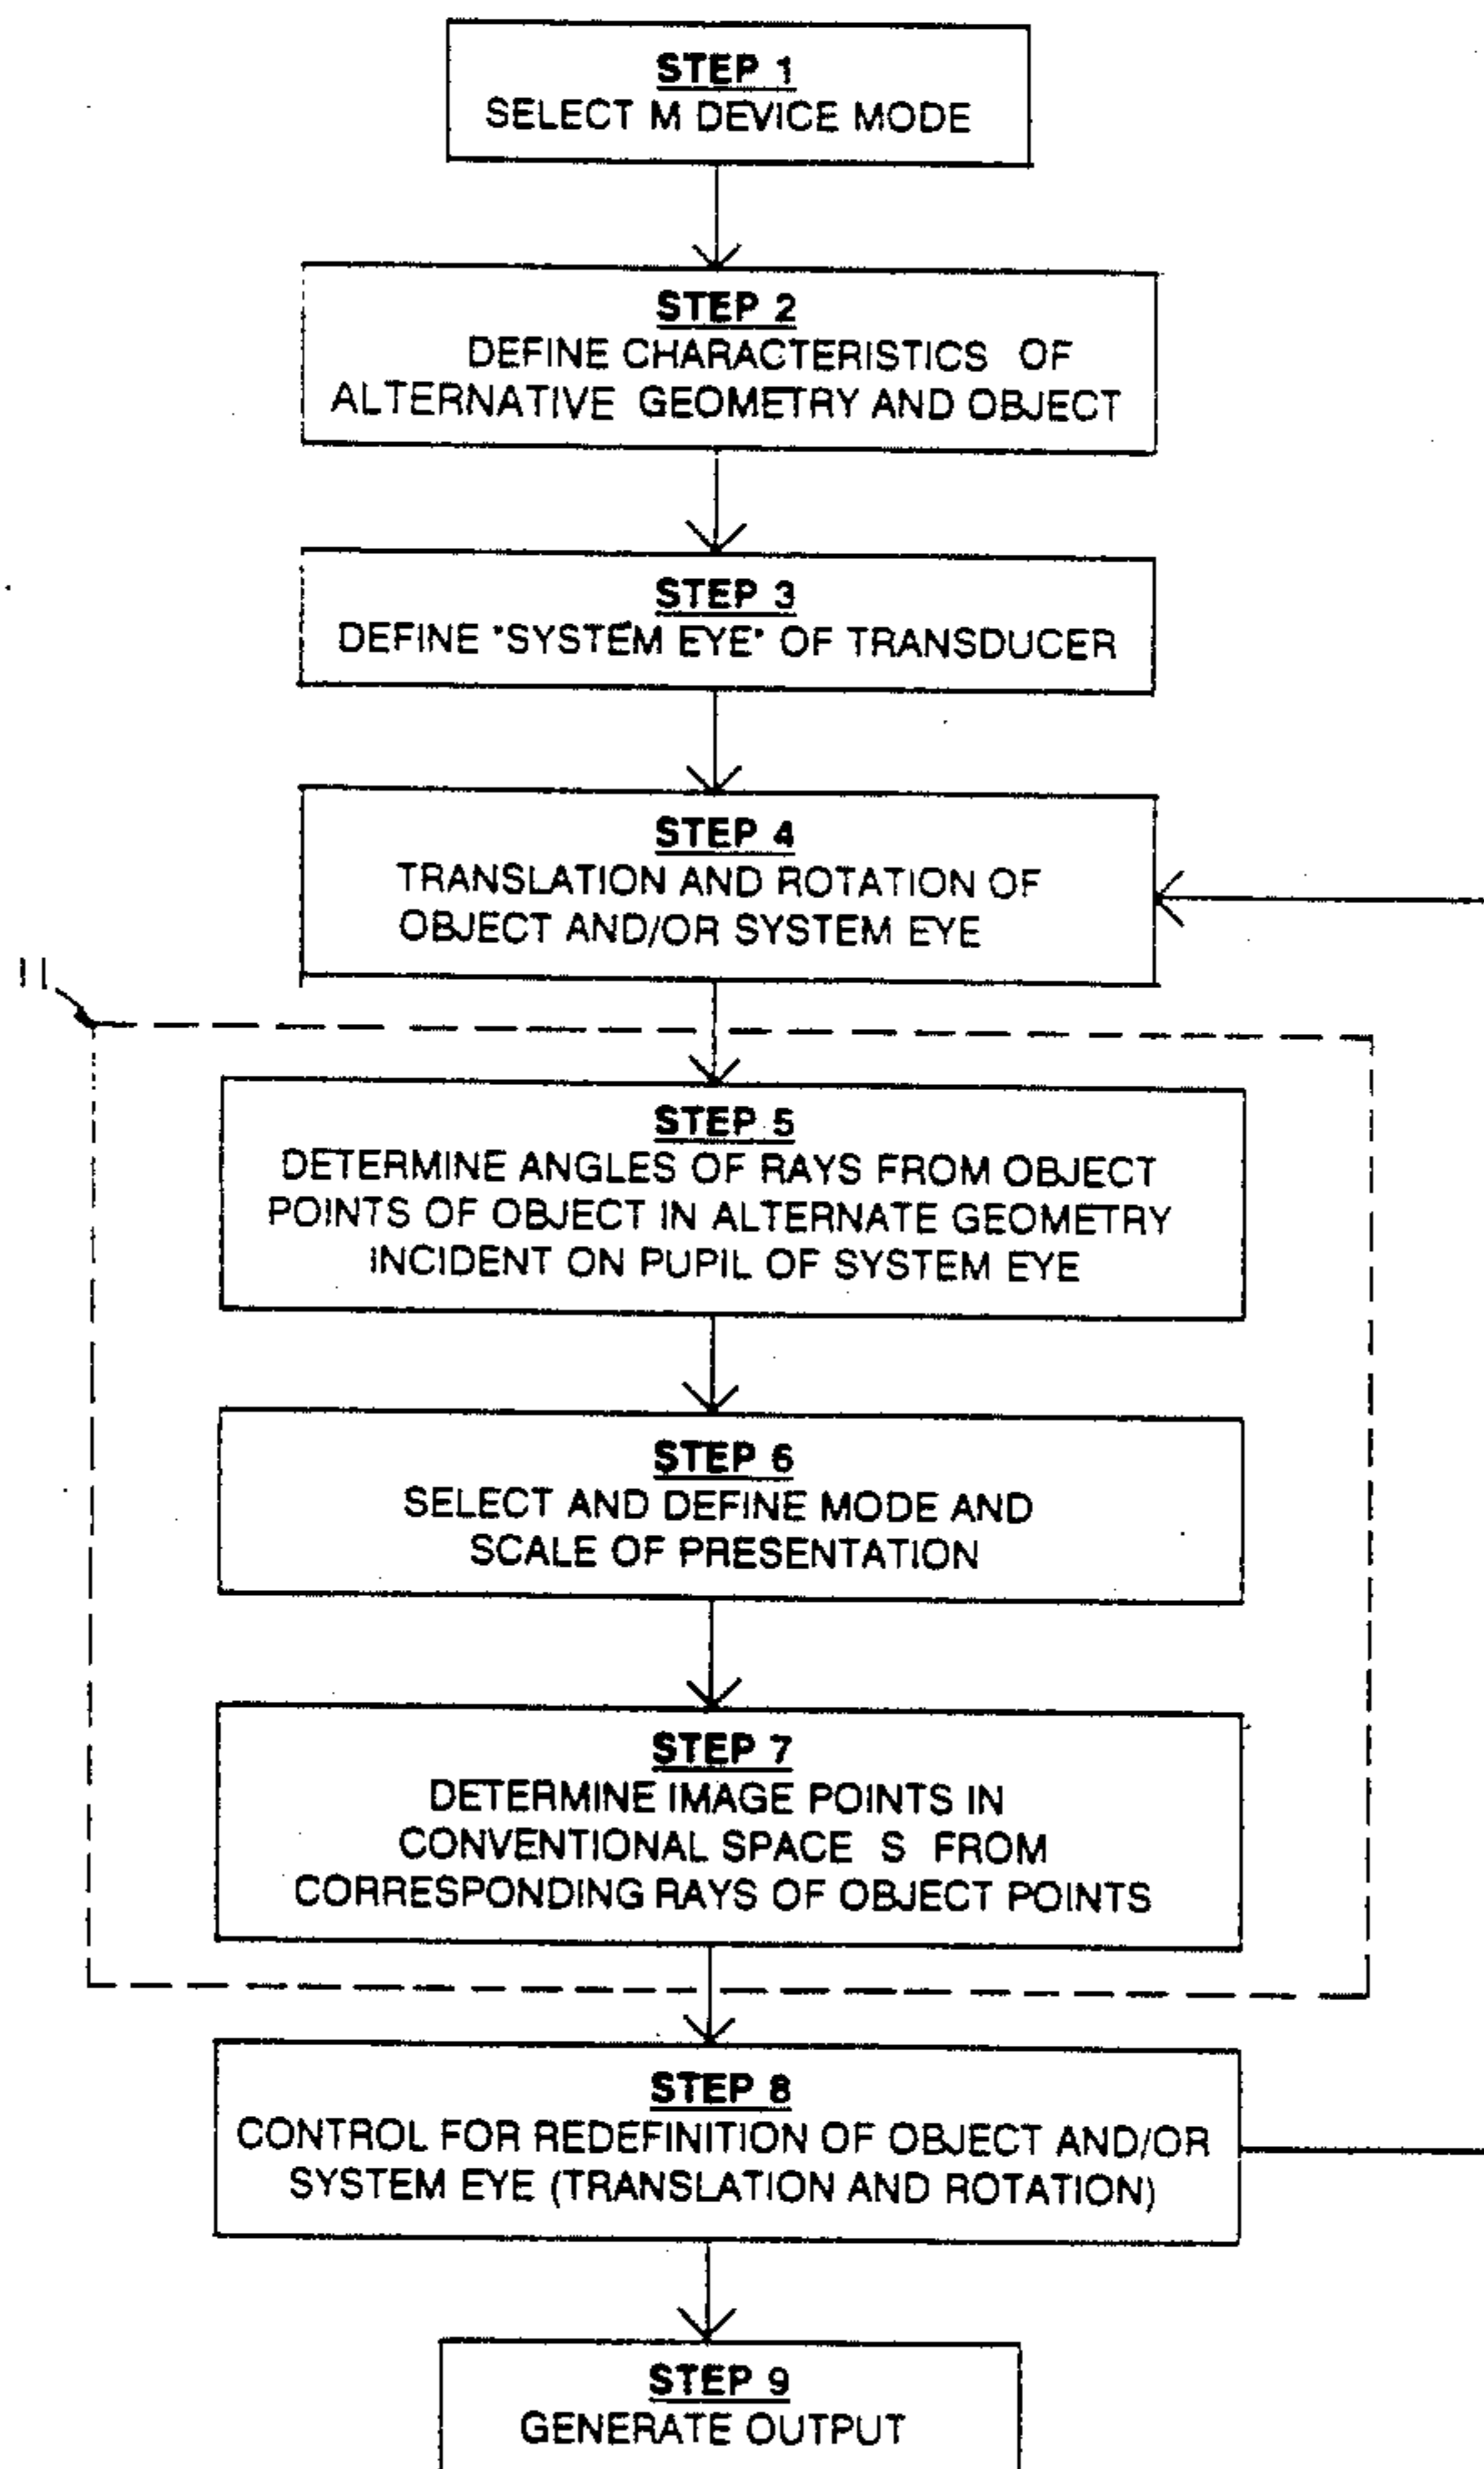 STEP 1
SELECT M DEVICE MODE
STEP 2
DEFINE CHARACTERISTICS OF
ALTERNATIVE GEOMETRY AND OBJECT
STEP 3
DEFINE "SYSTEM EYE" OF TRANSDUCER
STEP 4
TRANSLATION AND ROTATION OF
OBJECT AND/OR SYSTEM EYE
11
STEP 5
DETERMINE ANGLES OF RAYS FROM OBJECT
POINTS OF OBJECT IN ALTERNATE GEOMETRY
INCIDENT ON PUPIL OF SYSTEM EYE
STEP 6
SELECT AND DEFINE MODE AND
SCALE OF PRESENTATION
STEP 7
DETERMINE IMAGE POINTS IN
CONVENTIONAL SPACE S FROM
CORRESPONDING RAYS OF OBJECT POINTS
STEP 8
CONTROL FOR REDEFINITION OF OBJECT AND/OR
SYSTEM EYE (TRANSLATION AND ROTATION)
STEP 9
GENERATE OUTPUT